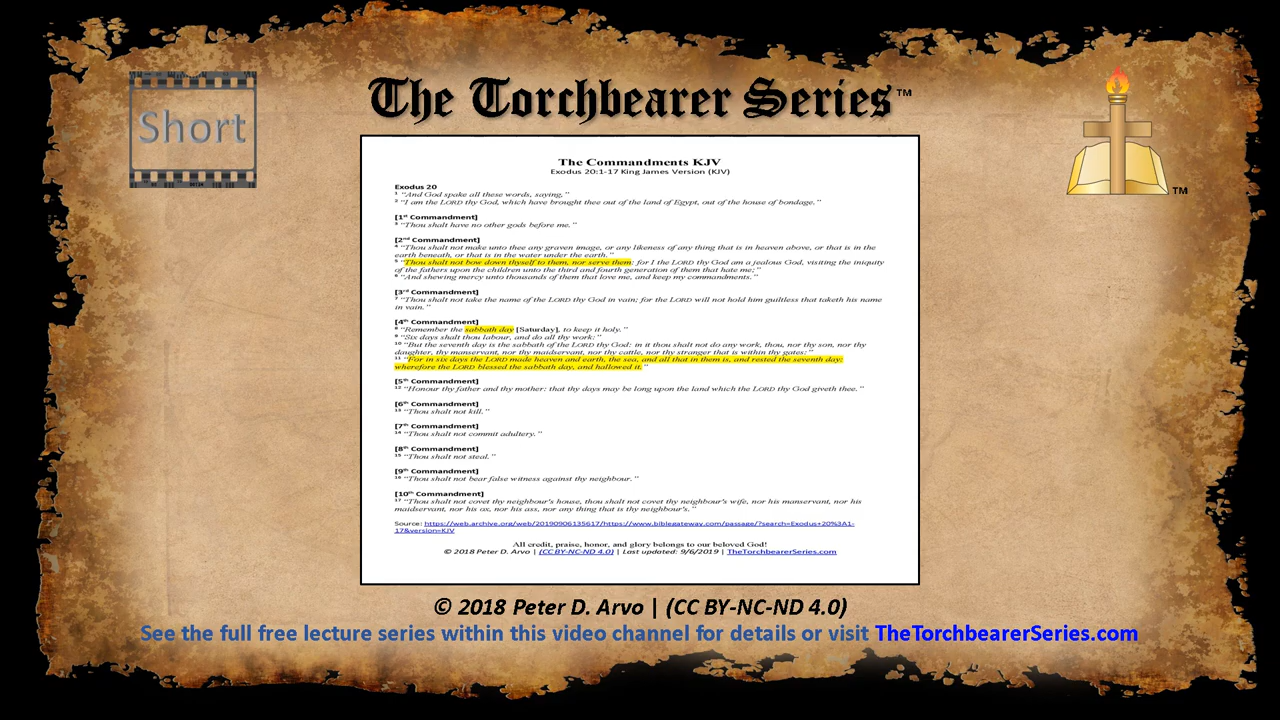 Short
The Torchbearer Series™
™
The Commandments KJV
Exodus 20:1-17 King James Version (KJV)
Exodus 20
1 “And God spake all these words, saying,”
2 “I am the LORD thy God, which have brought thee out of the land of Egypt, out of the house of bondage.”
[1st Commandment]
3 “Thou shalt have no other gods before me.”
[2nd Commandment]
4 “Thou shalt not make unto thee any graven image, or any likeness of any thing that is in heaven above, or that is in the
earth beneath, or that is in the water under the earth.”
5 “Thou shalt not bow down thyself to them, nor serve them: for I the LORD thy God am a jealous God, visiting the iniquity
of the fathers upon the children unto the third and fourth generation of them that hate me;”
6 “And shewing mercy unto thousands of them that love me, and keep my commandments.”
[3rd Commandment]
7 “Thou shalt not take the name of the LORD thy God in vain; for the LORD will not hold him guiltless that taketh his name
in vain.”
[4th Commandment]
8 “Remember the sabbath day [Saturday], to keep it holy.”
9 “Six days shalt thou labour, and do all thy work:”
10 “But the seventh day is the sabbath of the LORD thy God: in it thou shalt not do any work, thou, nor thy son, nor thy
daughter, thy manservant, nor thy maidservant, nor thy cattle, nor thy stranger that is within thy gates:”
11 “For in six days the LORD made heaven and earth, the sea, and all that in them is, and rested the seventh day:
wherefore the LORD blessed the sabbath day, and hallowed it.”
[5th Commandment]
12 “Honour thy father and thy mother: that thy days may be long upon the land which the LORD thy God giveth thee.”
[6th Commandment]
13 “Thou shalt not kill.”
[7th Commandment]
14 “Thou shalt not commit adultery.”
[8th Commandment]
15 “Thou shalt not steal.”
[9th Commandment]
16 “Thou shalt not bear false witness against thy neighbour.”
[10th Commandment]
17 “Thou shalt not covet thy neighbour's house, thou shalt not covet thy neighbour's wife, nor his manservant, nor his
maidservant, nor his ox, nor his ass, nor any thing that is thy neighbour's.”
Source: https://web.archive.org/web/20190906135617/https://www.biblegateway.com/passage/?search=Exodus+20%3A1-
17&version=KJV
All credit, praise, honor, and glory belongs to our beloved God!
© 2018 Peter D. Arvo | (CC BY-NC-ND 4.0) | Last updated: 9/6/2019 | TheTorchbearerSeries.com
© 2018 Peter D. Arvo | (CC BY-NC-ND 4.0)
See the full free lecture series within this video channel for details or visit TheTorchbearerSeries.com